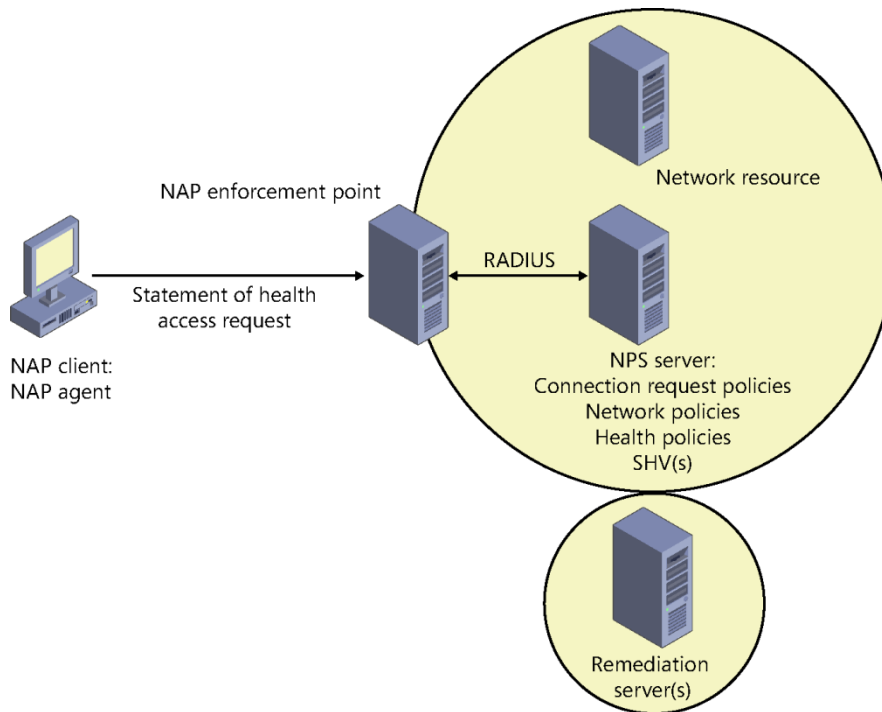 Network resource
NAP enforcement point
RADIUS
Statement of health
access request
NAP client:
NAP agent
NPS server:
Connection request policies
Network policies
Health policies
SHV(s)
Remediation
server(s)